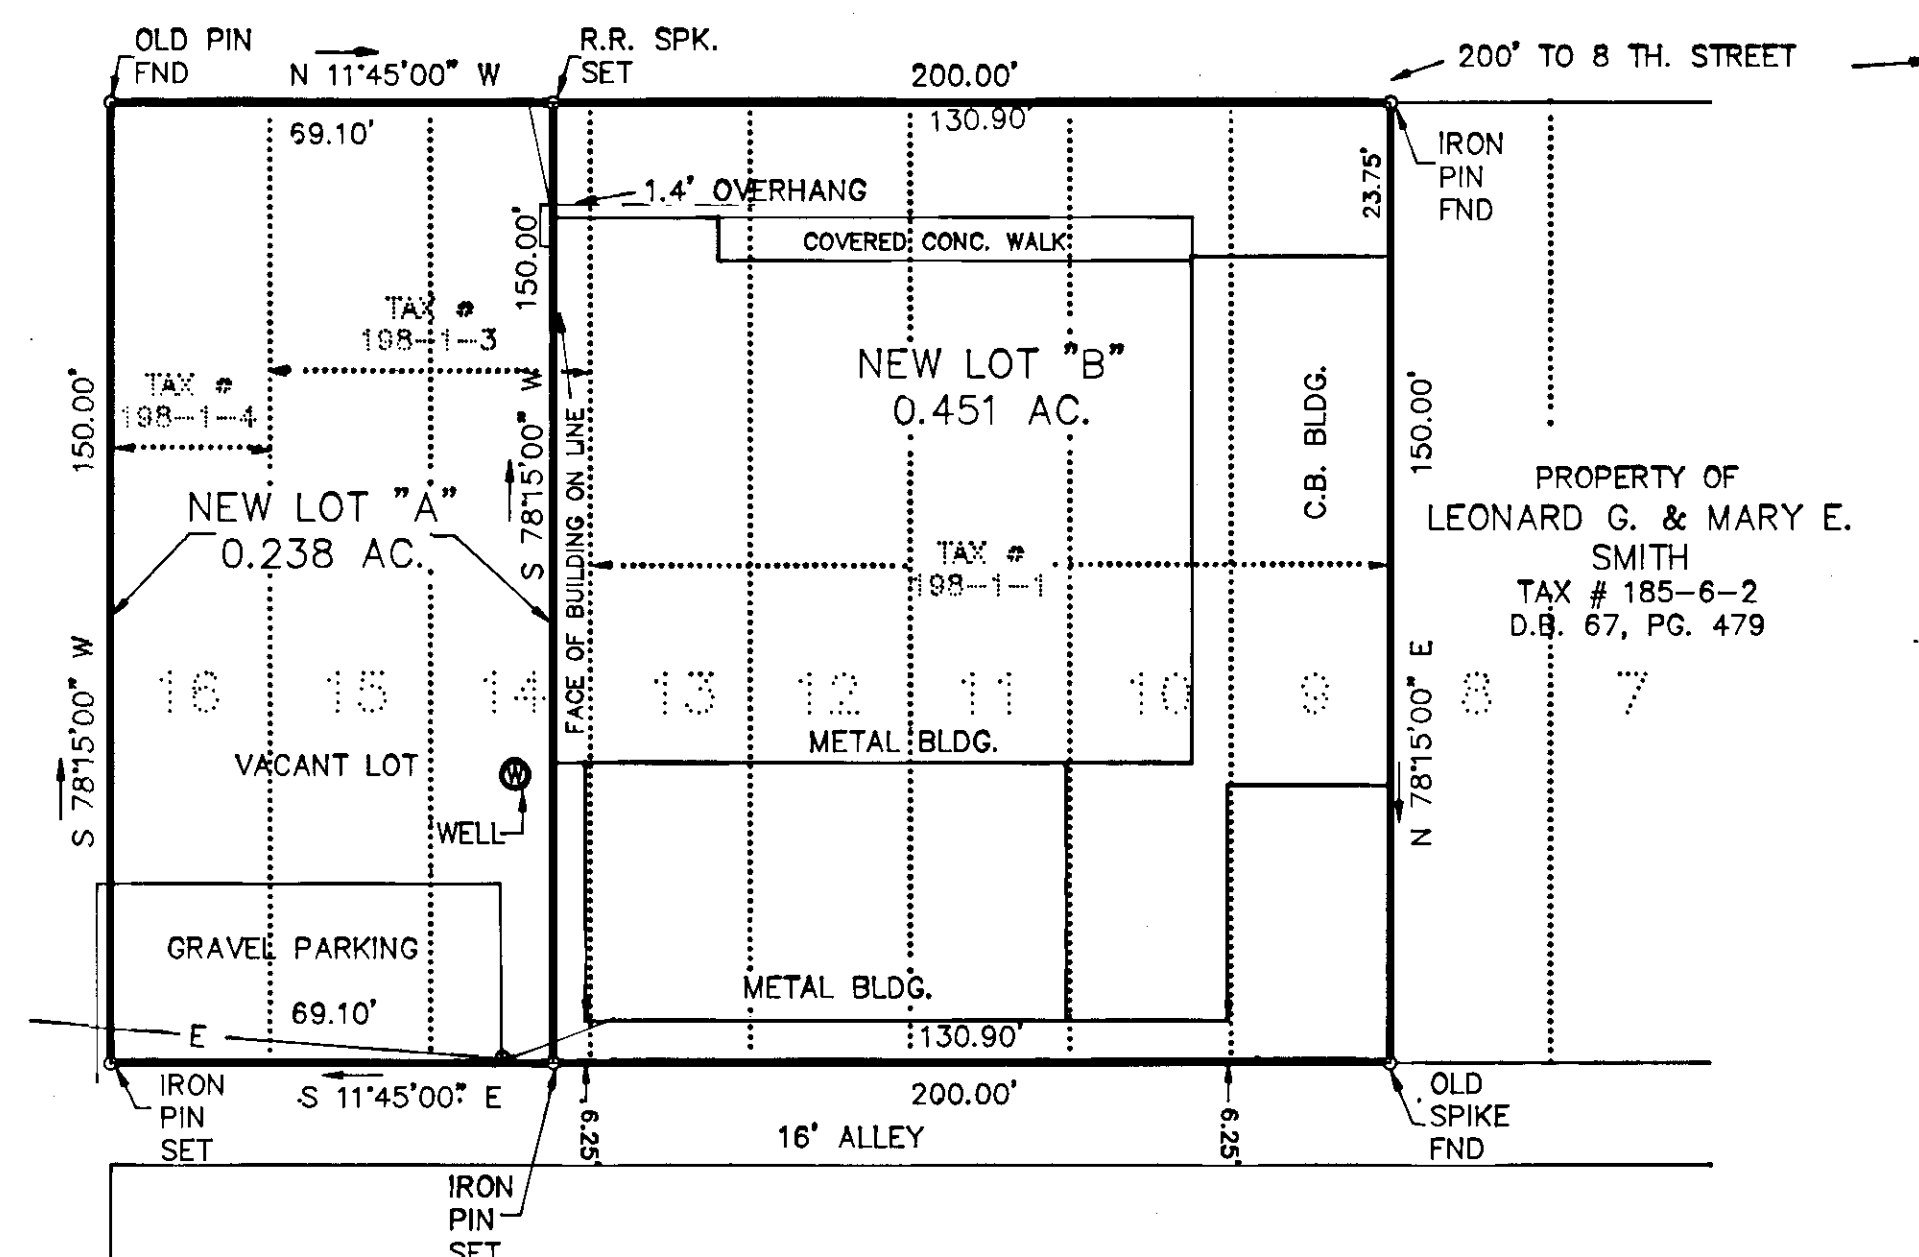 OLD PIN
FND
N 11°45'00" W
R.R. SPK.
SET
200.00'
200' TO 8 TH. STREET
69.10'
130.90'
IRON
PIN
FND
23.75'
1.4' OVERHANG
150.00'
COVERED CONC. WALK
TAX #
198-1-3
TAX #
198-1-4
150.00'
NEW LOT "B"
0.451 AC.
C.B. BLDG.
150.00'
S 78°15'00" W
FACE OF BUILDING ON LINE
NEW LOT "A"
0.238 AC.
TAX #
198-1-1
PROPERTY OF
LEONARD G. & MARY E.
SMITH
TAX # 185-6-2
D.B. 67, PG. 479
S 78°15'00" W
N 78°15'00" E
16 15 14 13 12 11 10 9 8 7
VACANT LOT
W
WELL
METAL BLDG.
GRAVEL PARKING
METAL BLDG.
69.10'
E
130.90'
IRON
PIN
SET
S 11°45'00" E
200.00'
OLD
SPIKE
FND
6.25'
16' ALLEY
6.25'
IRON
PIN
SET